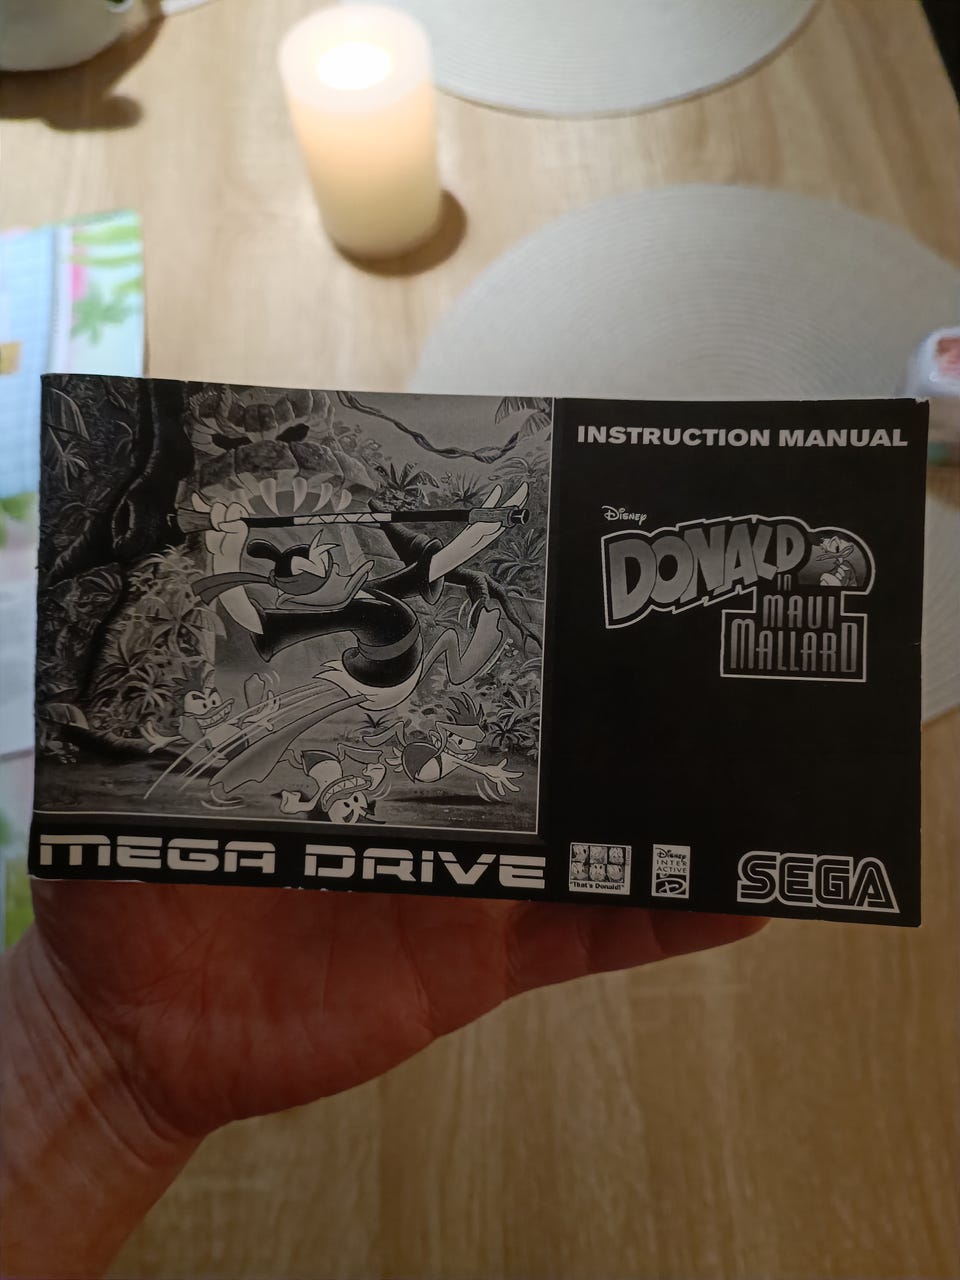 INSTRUCTION MANUAL
Disney
DONALD
IN
MAUI
MALLARD
MEGA DRIVE
"That's Donald!"
Disney
INTER
ACTIVE
D
SEGA